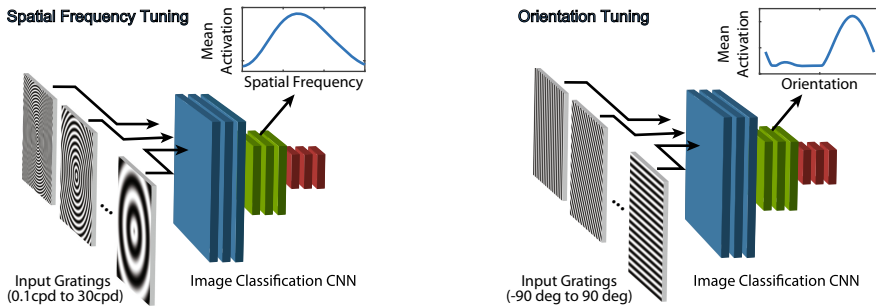 Spatial Frequency Tuning
Mean
Activation
Spatial Frequency
Input Gratings
(0.1cpd to 30cpd)
Image Classification CNN
Orientation Tuning
Mean
Activation
Orientation
Input Gratings
(-90 deg to 90 deg)
Image Classification CNN